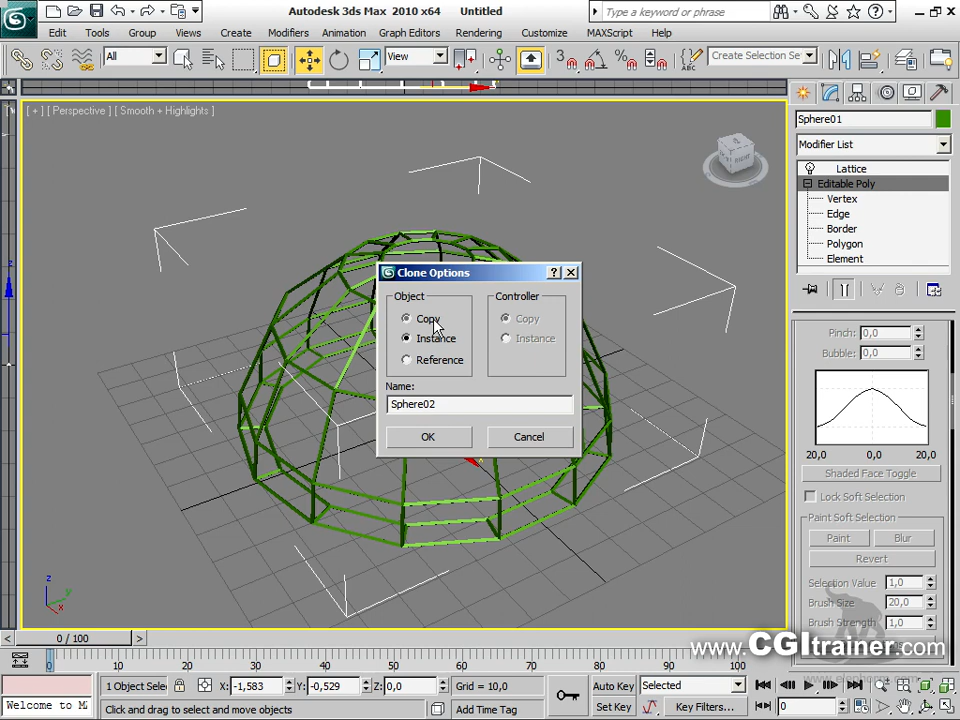 Autodesk 3ds Max 2010 x64 Untitled
Type a keyword or phrase
Edit Tools Group Views Create Modifiers Animation Graph Editors Rendering Customize MAXScript Help
All View 3 Create Selection Se
[ + ] [ Perspective ] [ Smooth + Highlights ]
RIGHT
Sphere01
Modifier List
Lattice
Editable Poly
Vertex
Edge
Border
Polygon
Element
Clone Options
Object Controller
Copy Copy
Instance Instance
Reference
Name:
Sphere02
OK Cancel
Pinch: 0,0
Bubble: 0,0
20,0 0,0 20,0
Shaded Face Toggle
Lock Soft Selection
Paint Soft Selection
Paint Blur
Revert
Selection Value 1,0
Brush Size 20,0
Brush Strength 1,0
z
y
x
z
www.CGItrainer.com
0 / 100
0 10 20 30 40 50 60 70 80 90 100
1 Object Selec X: -1,583 Y: -0,529 Z: 0,0 Grid = 10,0 Auto Key Selected
Welcome to M Click and drag to select and move objects Add Time Tag Set Key Key Filters... 0